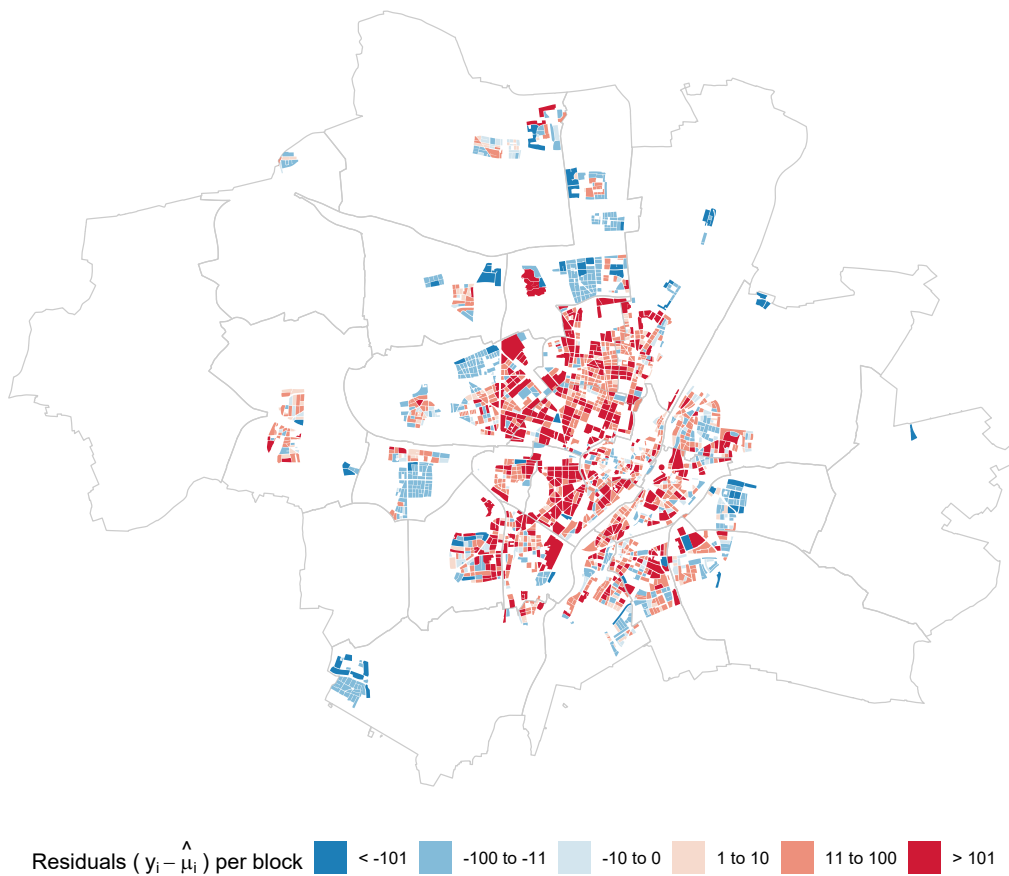 Residuals ( yᵢ – μ̂ᵢ ) per block < -101 -100 to -11 -10 to 0 1 to 10 11 to 100 > 101